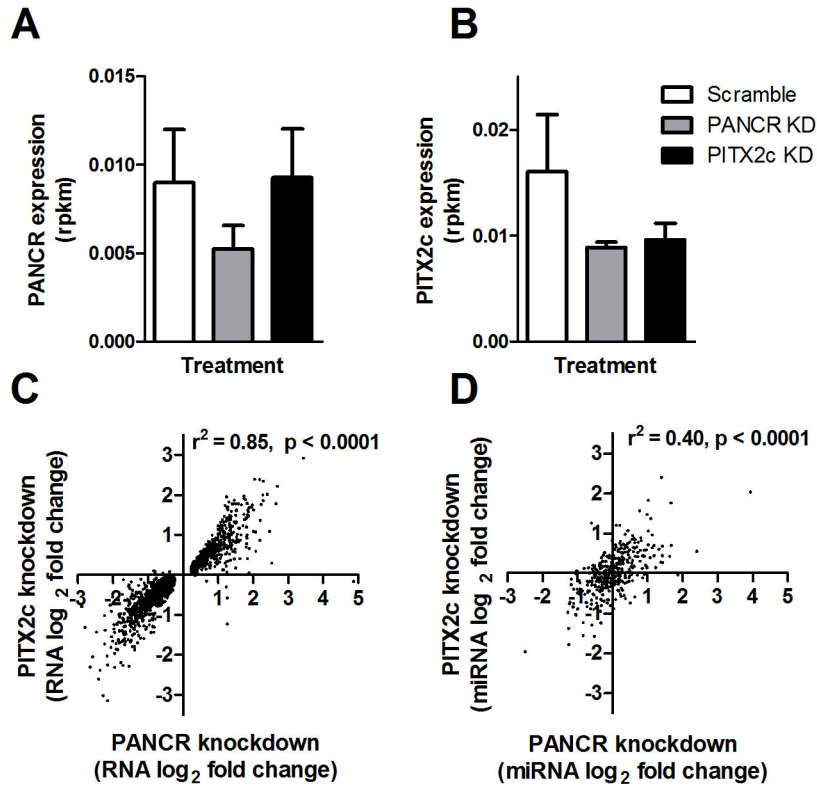 A
PANCR expression
(rpkm)
0.015
0.010
0.005
0.000
Treatment
B
PITX2c expression
(rpkm)
0.02
0.01
0.00
Treatment
Scramble
PANCR KD
PITX2c KD
C
r² = 0.85, p < 0.0001
PITX2c knockdown
(RNA log₂ fold change)
3
2
1
-1
-2
-3
-3 -2 -1 0 1 2 3 4 5
PANCR knockdown
(RNA log₂ fold change)
D
r² = 0.40, p < 0.0001
PITX2c knockdown
(miRNA log₂ fold change)
3
2
1
-1
-2
-3
-3 -2 -1 0 1 2 3 4 5
PANCR knockdown
(miRNA log₂ fold change)